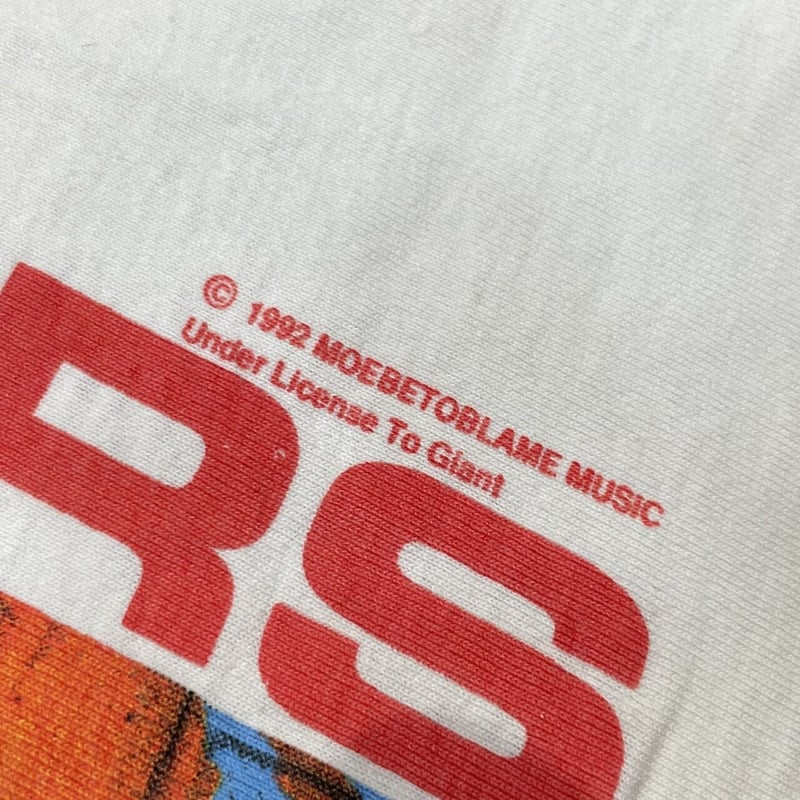 © 1992 MOEBETOBLAME MUSIC
Under License To Giant
RS